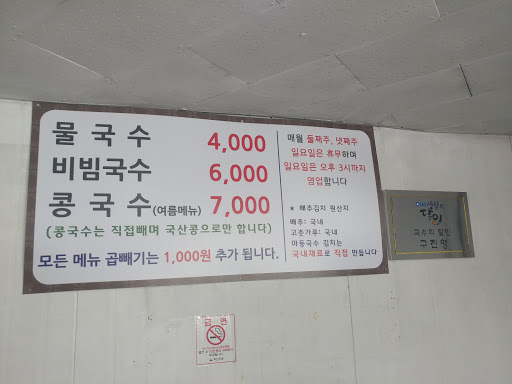 물국수 4,000
비빔국수 6,000
콩국수(여름메뉴) 7,000
(콩국수는 직접빼며 국산콩으로만 합니다)
모든 메뉴 곱빼기는 1,000원 추가 됩니다.
매월 둘째주, 넷째주
일요일은 휴무하며
일요일은 오후 3시까지
영업합니다
★ 배추김치 원산지
배추: 국내
고춧가루: 국내
마동국수 김치는
국내재료로 직접 만듭니다
달인
국수의 달인
구진영
금연